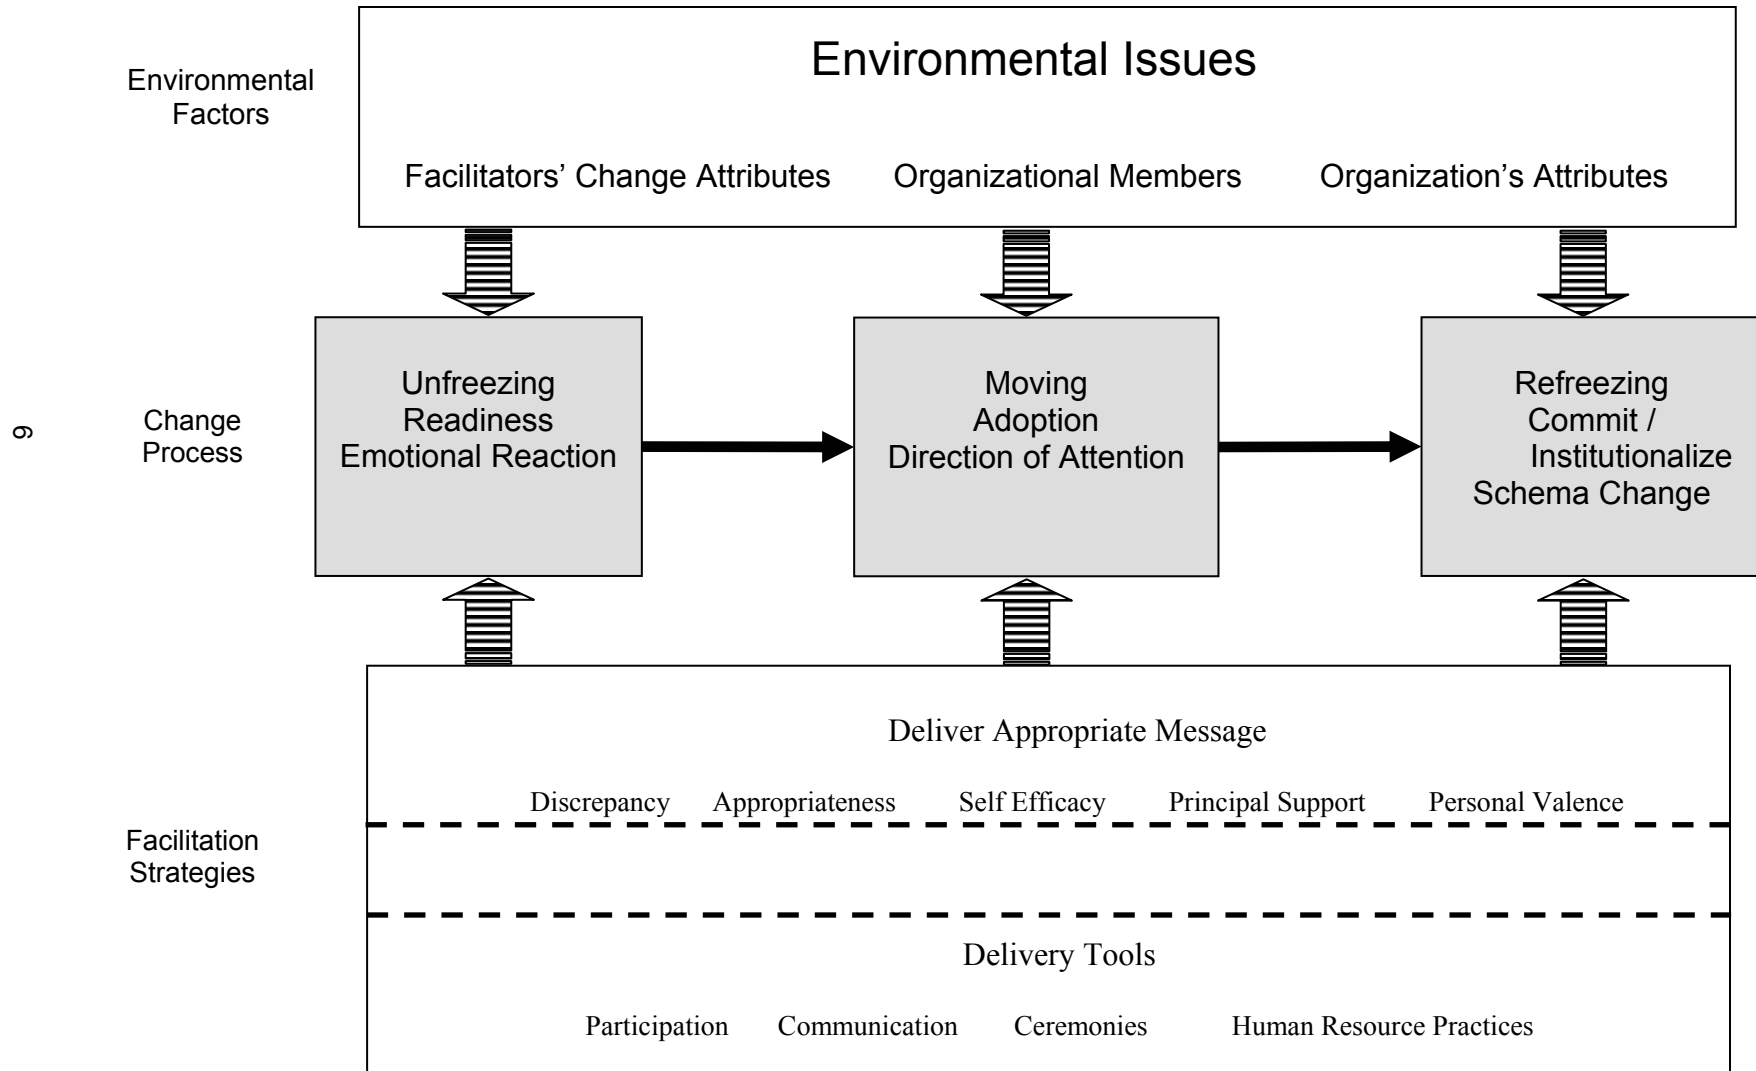 Environmental Issues
Environmental
Factors
Facilitators’ Change Attributes Organizational Members Organization’s Attributes
Unfreezing
Readiness
Emotional Reaction
Moving
Adoption
Direction of Attention
Refreezing
Commit /
Institutionalize
Schema Change
9
Change
Process
Deliver Appropriate Message
Discrepancy Appropriateness Self Efficacy Principal Support Personal Valence
Facilitation
Strategies
Delivery Tools
Participation Communication Ceremonies Human Resource Practices